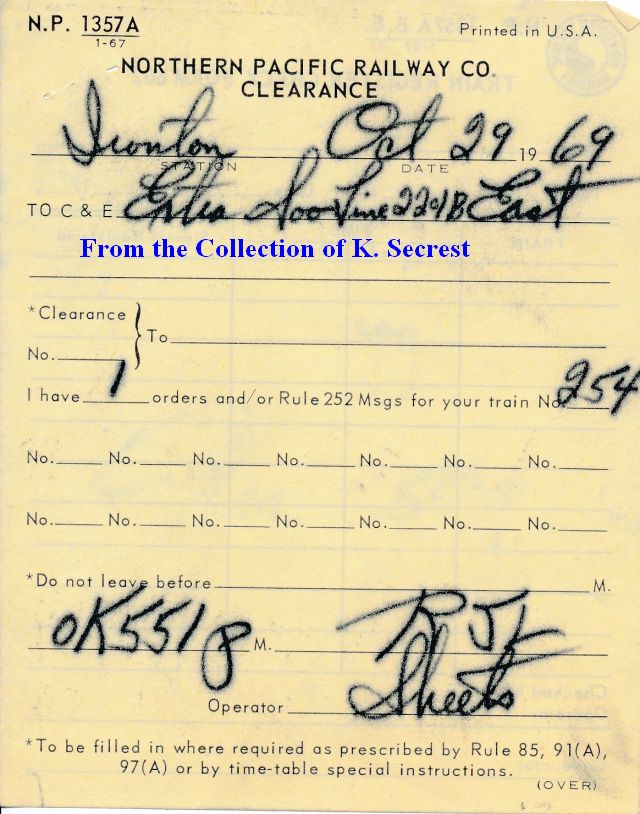 N.P. 1357A
1-67
Printed in U.S.A.
NORTHERN PACIFIC RAILWAY CO.
CLEARANCE
Ironton Oct 29 19 69
STATION DATE
TO C & E Extra Soo Line 2241B East
From the Collection of K. Secrest
*Clearance
No. To
I have 1 orders and/or Rule 252 Msgs for your train No. 254
No. No. No. No. No. No. No.
No. No. No. No. No. No. No.
*Do not leave before M.
OK 551 P M. 
Operator Sheets
*To be filled in where required as prescribed by Rule 85, 91(A),
97(A) or by time-table special instructions.
(OVER)